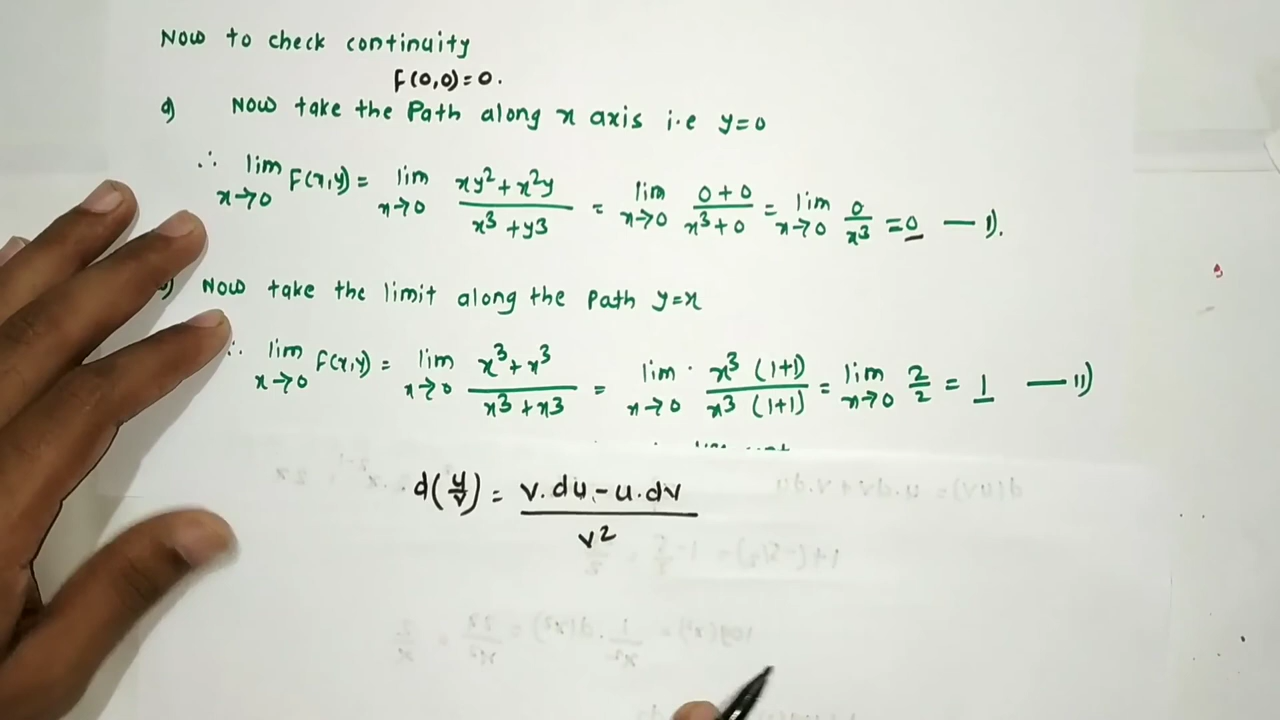 Now to check continuity
F(0,0)=0.
a) Now take the Path along x axis i.e y=0
∴ lim x→0 F(x,y) = lim x→0 (xy²+x²y)/(x³+y3) = lim x→0 (0+0)/(x³+0) = lim x→0 0/x³ = 0 — 1).
) Now take the limit along the Path y=x
∴ lim x→0 F(x,y) = lim x→0 (x³+x³)/(x³+x3) = lim x→0 x³(1+1)/x³(1+1) = lim x→0 2/2 = 1 — 11)
d(u/v) = (v.du - u.dv)/v²